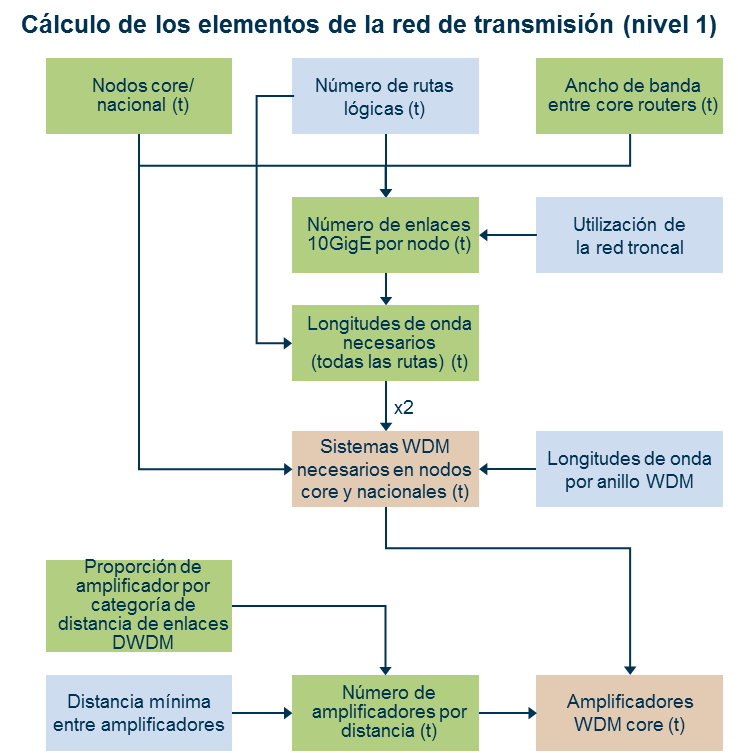 Cálculo de los elementos de la red de transmisión (nivel 1)
Nodos core/
nacional (t)
Número de rutas
lógicas (t)
Ancho de banda
entre core routers (t)
Número de enlaces
10GigE por nodo (t)
Utilización de
la red troncal
Longitudes de onda
necesarios
(todas las rutas) (t)
x2
Sistemas WDM
necesarios en nodos
core y nacionales (t)
Longitudes de onda
por anillo WDM
Proporción de
amplificador por
categoría de
distancia de enlaces
DWDM
Distancia mínima
entre amplificadores
Número de
amplificadores por
distancia (t)
Amplificadores
WDM core (t)